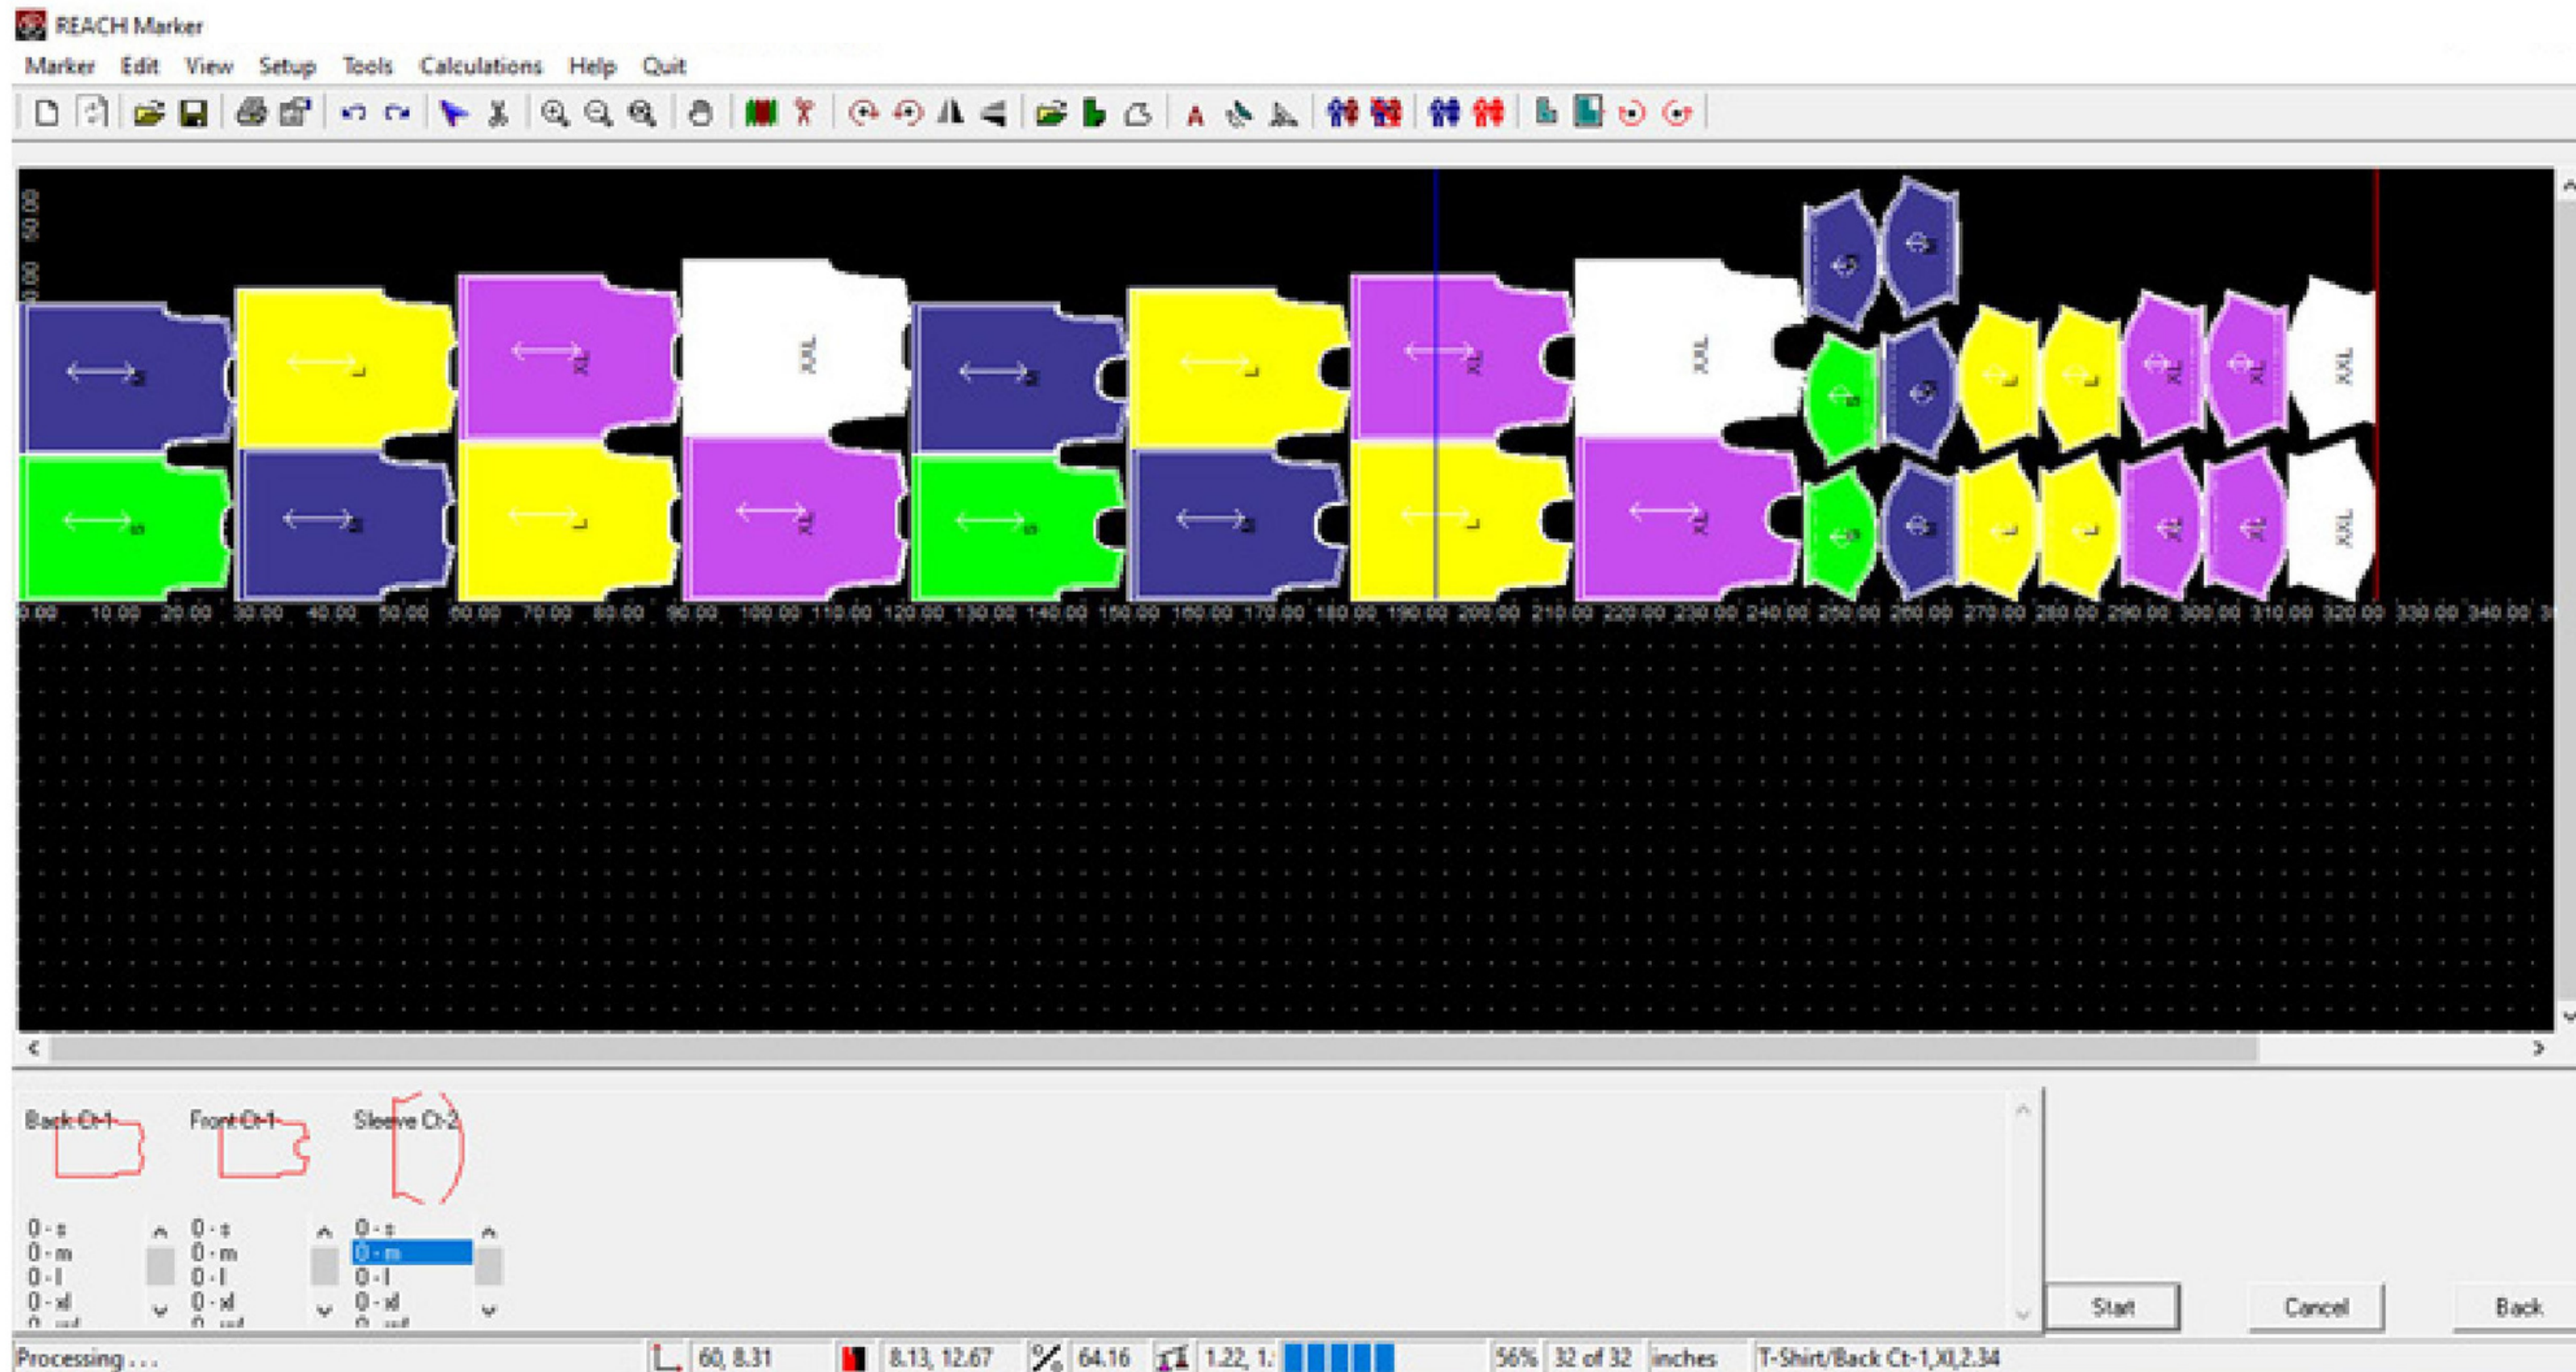 REACH Marker
Marker Edit View Setup Tools Calculations Help Quit
50.00
M L XL XXL M L XL XXL L L XL XL XXL
S M L XL S M L XL M L L XL XL XXL
0.00 10.00 20.00 30.00 40.00 50.00 60.00 70.00 80.00 90.00 100.00 110.00 120.00 130.00 140.00 150.00 160.00 170.00 180.00 190.00 200.00 210.00 220.00 230.00 240.00 250.00 260.00 270.00 280.00 290.00 300.00 310.00 320.00 330.00 340.00
Back Ct-1 Front Ct-1 Sleeve Ct-2
0 - s 0 - s 0 - s
0 - m 0 - m 0 - m
0 - l 0 - l 0 - l
0 - xl 0 - xl 0 - xl
Start Cancel Back
Processing . . . 60, 8.31 8.13, 12.67 % 64.16 1.22, 1. 56% 32 of 32 inches T-Shirt/Back Ct-1,Xl,2.34